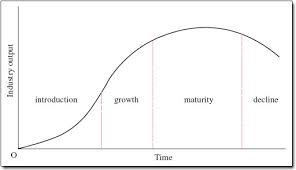 Industry output
introduction
growth
maturity
decline
O
Time